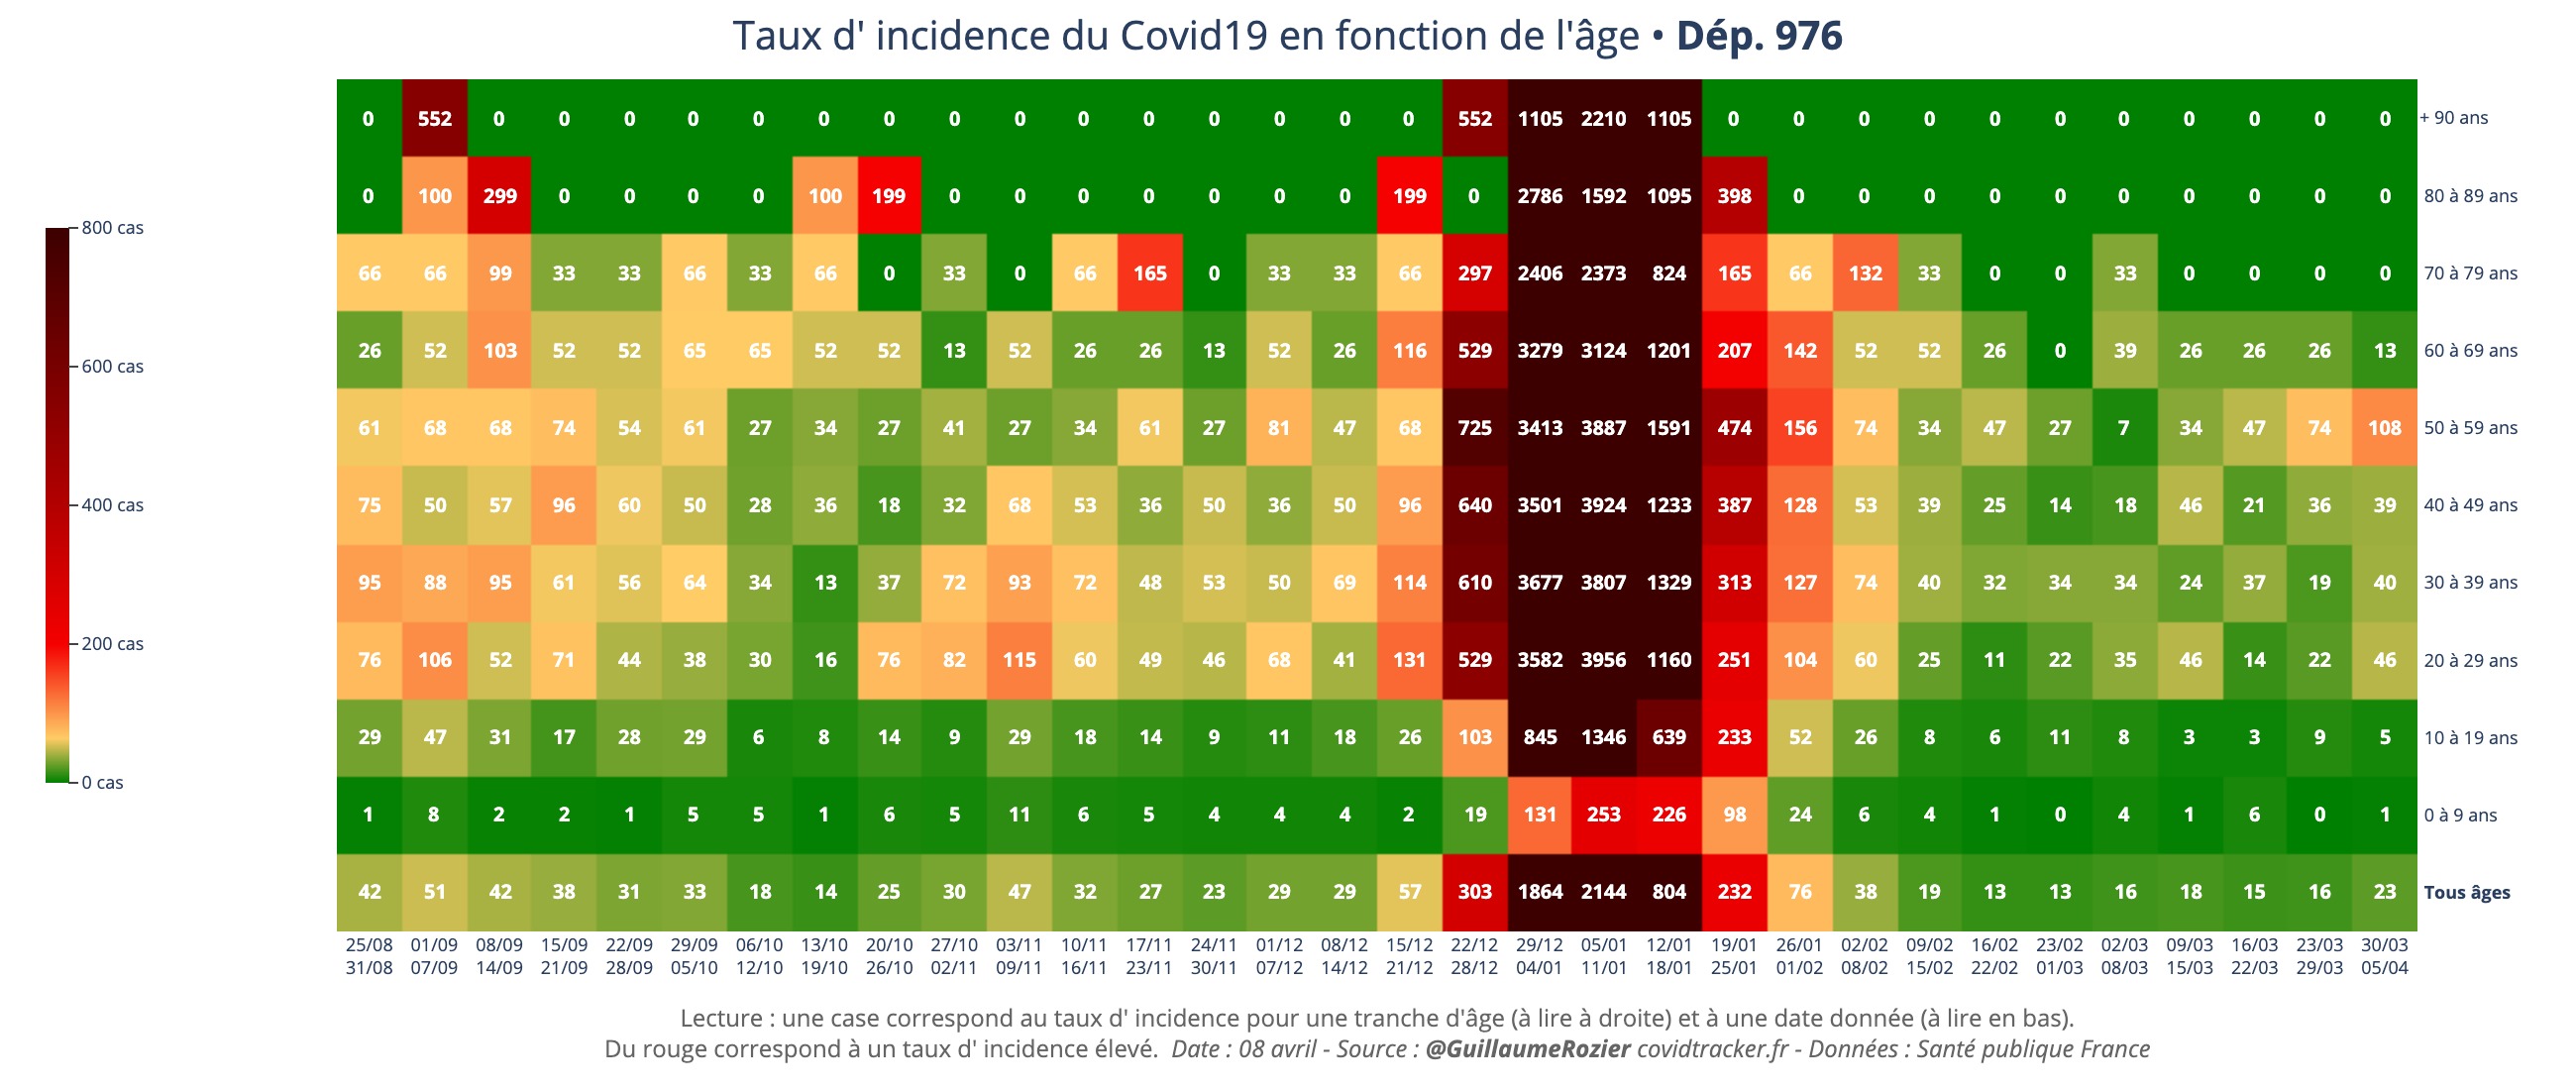 Taux d' incidence du Covid19 en fonction de l'âge • Dép. 976
0 552 0 0 0 0 0 0 0 0 0 0 0 0 0 0 0 552 1105 2210 1105 0 0 0 0 0 0 0 0 0 0 0 + 90 ans
0 100 299 0 0 0 0 100 199 0 0 0 0 0 0 0 199 0 2786 1592 1095 398 0 0 0 0 0 0 0 0 0 0 80 à 89 ans
800 cas
66 66 99 33 33 66 33 66 0 33 0 66 165 0 33 33 66 297 2406 2373 824 165 66 132 33 0 0 33 0 0 0 0 70 à 79 ans
26 52 103 52 52 65 65 52 52 13 52 26 26 13 52 26 116 529 3279 3124 1201 207 142 52 52 26 0 39 26 26 26 13 60 à 69 ans
600 cas
61 68 68 74 54 61 27 34 27 41 27 34 61 27 81 47 68 725 3413 3887 1591 474 156 74 34 47 27 7 34 47 74 108 50 à 59 ans
75 50 57 96 60 50 28 36 18 32 68 53 36 50 36 50 96 640 3501 3924 1233 387 128 53 39 25 14 18 46 21 36 39 40 à 49 ans
400 cas
95 88 95 61 56 64 34 13 37 72 93 72 48 53 50 69 114 610 3677 3807 1329 313 127 74 40 32 34 34 24 37 19 40 30 à 39 ans
200 cas
76 106 52 71 44 38 30 16 76 82 115 60 49 46 68 41 131 529 3582 3956 1160 251 104 60 25 11 22 35 46 14 22 46 20 à 29 ans
29 47 31 17 28 29 6 8 14 9 29 18 14 9 11 18 26 103 845 1346 639 233 52 26 8 6 11 8 3 3 9 5 10 à 19 ans
0 cas
1 8 2 2 1 5 5 1 6 5 11 6 5 4 4 4 2 19 131 253 226 98 24 6 4 1 0 4 1 6 0 1 0 à 9 ans
42 51 42 38 31 33 18 14 25 30 47 32 27 23 29 29 57 303 1864 2144 804 232 76 38 19 13 13 16 18 15 16 23 Tous âges
25/08 01/09 08/09 15/09 22/09 29/09 06/10 13/10 20/10 27/10 03/11 10/11 17/11 24/11 01/12 08/12 15/12 22/12 29/12 05/01 12/01 19/01 26/01 02/02 09/02 16/02 23/02 02/03 09/03 16/03 23/03 30/03
31/08 07/09 14/09 21/09 28/09 05/10 12/10 19/10 26/10 02/11 09/11 16/11 23/11 30/11 07/12 14/12 21/12 28/12 04/01 11/01 18/01 25/01 01/02 08/02 15/02 22/02 01/03 08/03 15/03 22/03 29/03 05/04
Lecture : une case correspond au taux d' incidence pour une tranche d'âge (à lire à droite) et à une date donnée (à lire en bas).
Du rouge correspond à un taux d' incidence élevé. Date : 08 avril - Source : @GuillaumeRozier covidtracker.fr - Données : Santé publique France